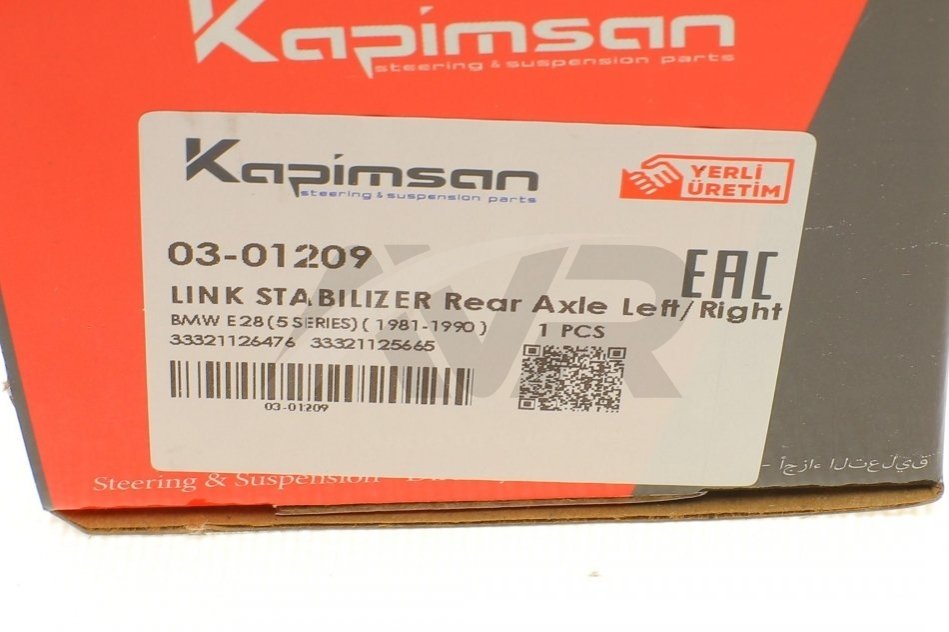 Kapimsan
steering & suspension parts
Kapimsan
steering & suspension parts
YERLİ
ÜRETİM
03-01209
EAC
LINK STABILIZER Rear Axle Left/Right
BMW E28(5 SERIES) ( 1981-1990 )
1 PCS
33321126476 33321125665
03-01209
AVR
Steering & Suspension
- أجزاء التعليق